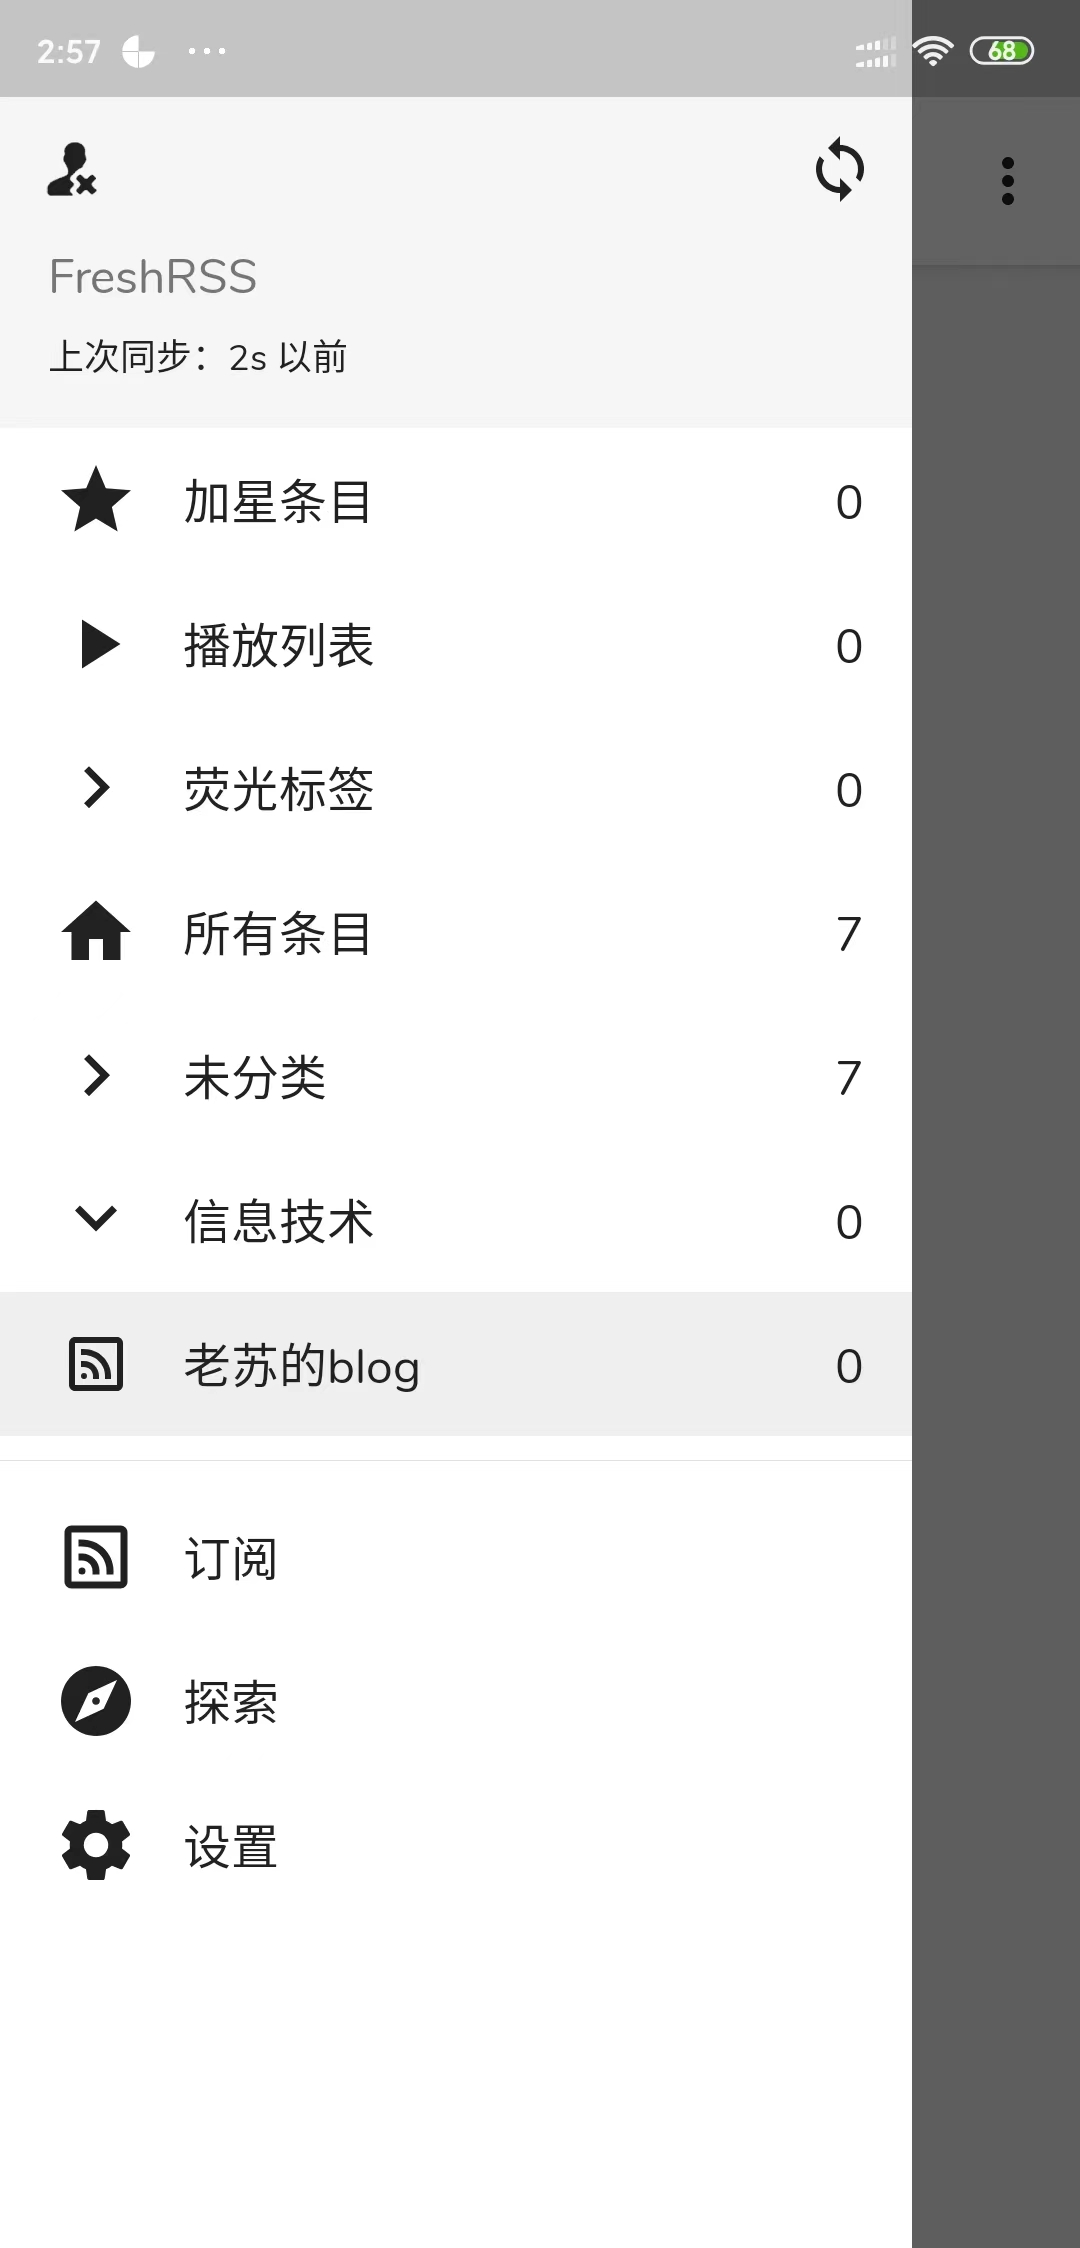 2:57
68
FreshRSS
上次同步：2s 以前
加星条目 0
播放列表 0
荧光标签 0
所有条目 7
未分类 7
信息技术 0
老苏的blog 0
订阅
探索
设置